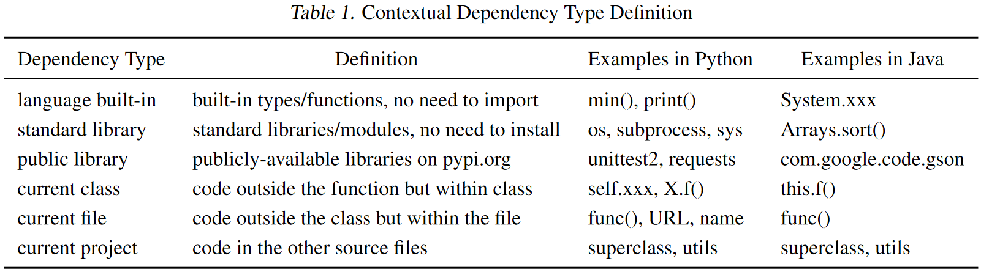 Table 1. Contextual Dependency Type Definition
Dependency Type Definition Examples in Python Examples in Java
language built-in built-in types/functions, no need to import min(), print() System.xxx
standard library standard libraries/modules, no need to install os, subprocess, sys Arrays.sort()
public library publicly-available libraries on pypi.org unittest2, requests com.google.code.gson
current class code outside the function but within class self.xxx, X.f() this.f()
current file code outside the class but within the file func(), URL, name func()
current project code in the other source files superclass, utils superclass, utils